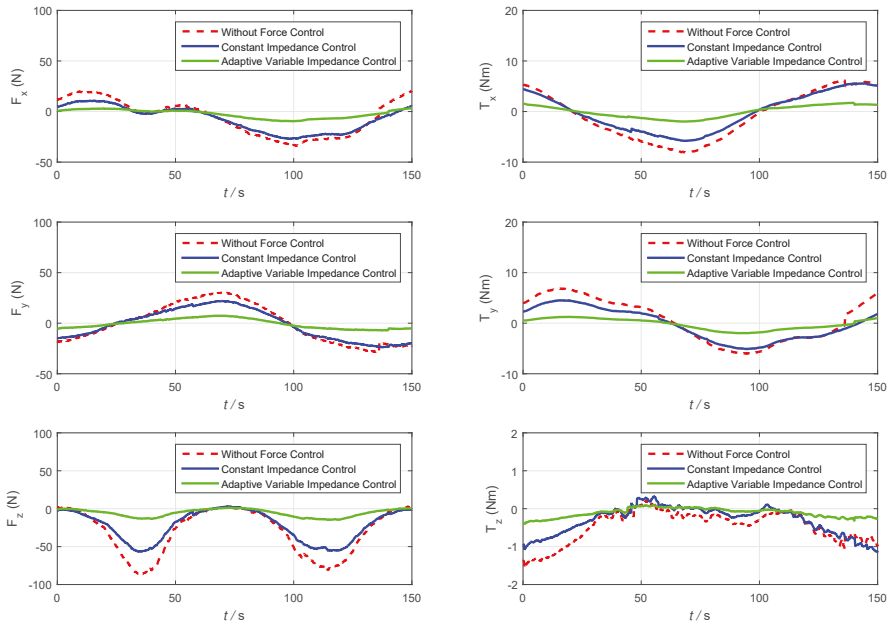 100
50
0
-50
F_x (N)
Without Force Control
Constant Impedance Control
Adaptive Variable Impedance Control
0 50 100 150
t / s
20
10
0
-10
T_x (Nm)
Without Force Control
Constant Impedance Control
Adaptive Variable Impedance Control
0 50 100 150
t / s
100
50
0
-50
F_y (N)
Without Force Control
Constant Impedance Control
Adaptive Variable Impedance Control
0 50 100 150
t / s
20
10
0
-10
T_y (Nm)
Without Force Control
Constant Impedance Control
Adaptive Variable Impedance Control
0 50 100 150
t / s
100
50
0
-50
-100
F_z (N)
Without Force Control
Constant Impedance Control
Adaptive Variable Impedance Control
0 50 100 150
t / s
2
1
0
-1
-2
T_z (Nm)
Without Force Control
Constant Impedance Control
Adaptive Variable Impedance Control
0 50 100 150
t / s